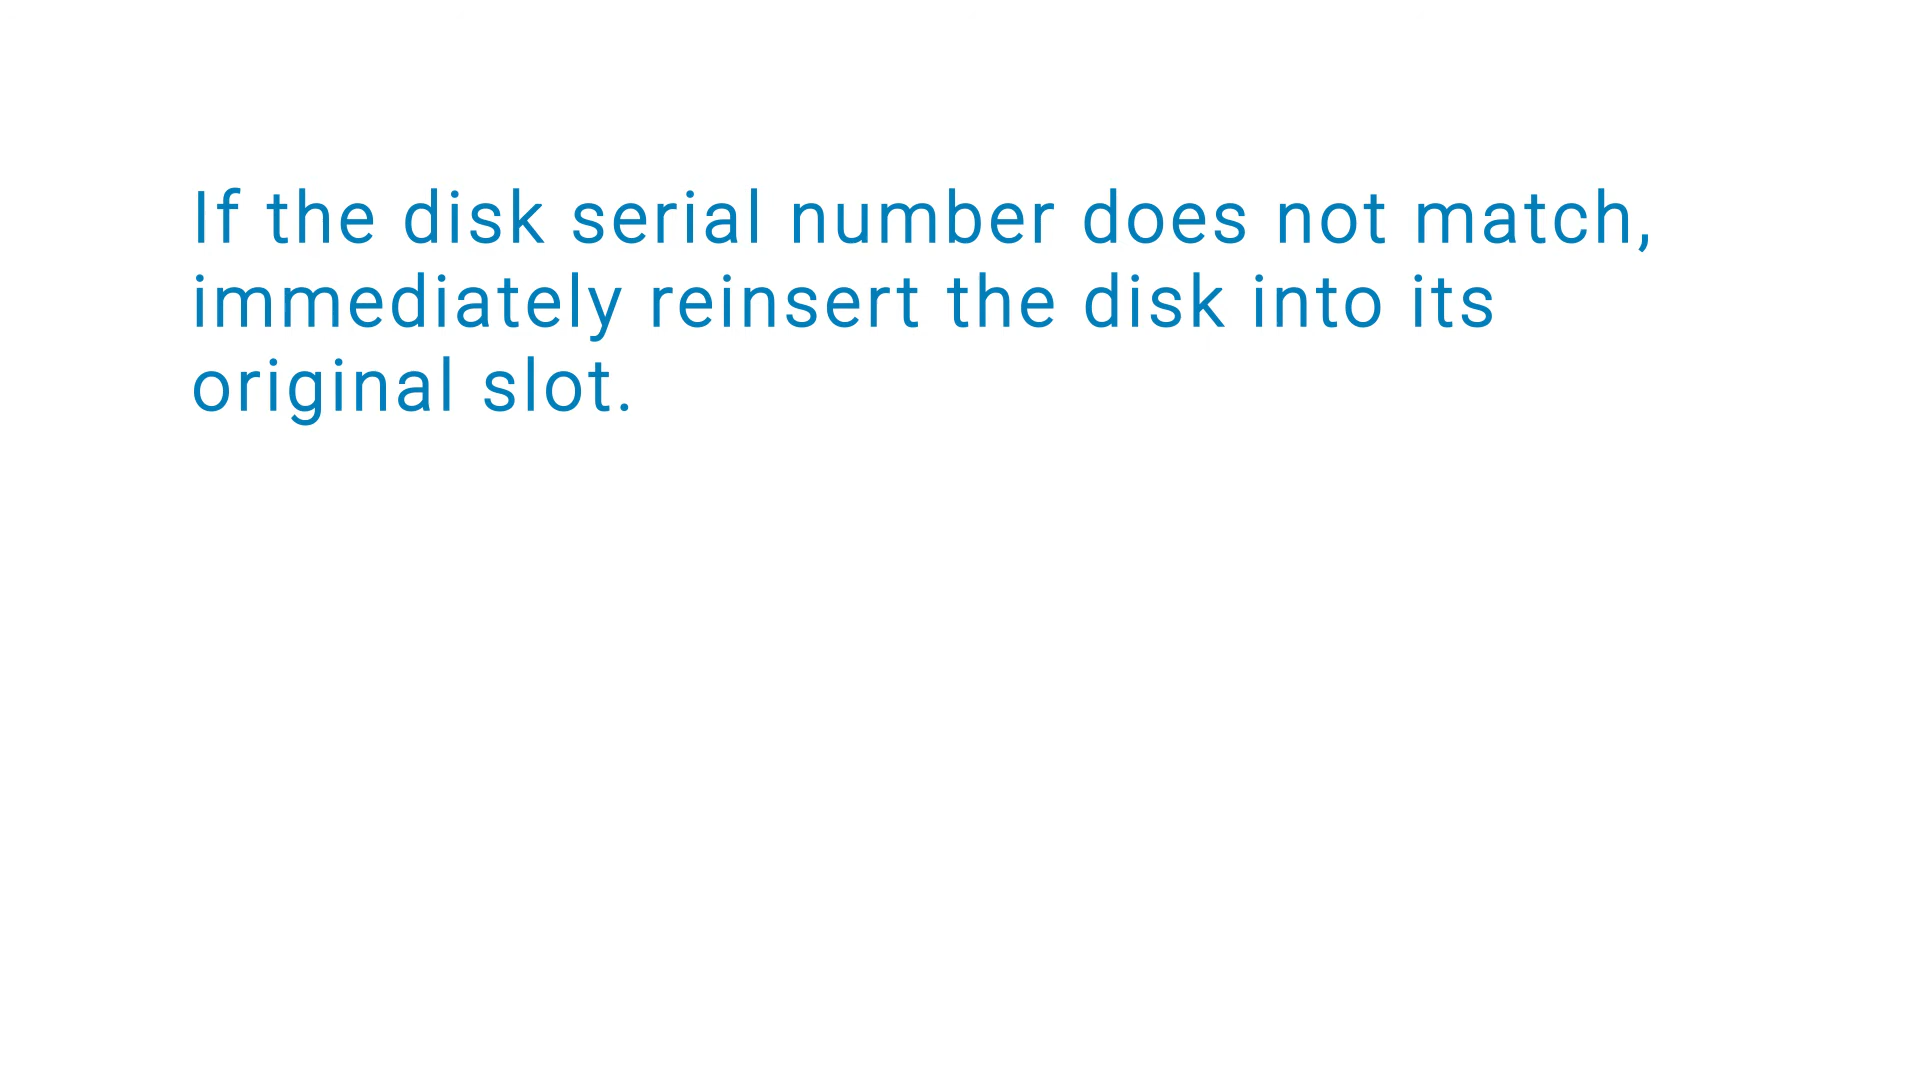 If the disk serial number does not match,
immediately reinsert the disk into its
original slot.